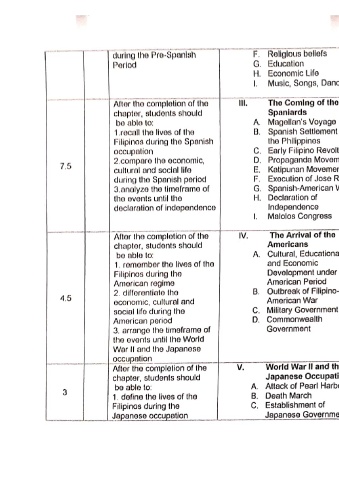 during the Pre-Spanish
Period
F. Religious beliefs
G. Education
H. Economic Life
I. Music, Songs, Danc
7.5
After the completion of the
chapter, students should
be able to:
1.recall the lives of the
Filipinos during the Spanish
occupation
2.compare the economic,
cultural and social life
during the Spanish period
3.analyze the timeframe of
the events until the
declaration of independence
III. The Coming of the
Spaniards
A. Magellan's Voyage
B. Spanish Settlement
the Philippines
C. Early Filipino Revolt
D. Propaganda Movem
E. Katipunan Movemen
F. Execution of Jose R
G. Spanish-American W
H. Declaration of
Independence
I. Malolos Congress
4.5
After the completion of the
chapter, students should
be able to:
1. remember the lives of the
Filipinos during the
American regime
2. differentiate the
economic, cultural and
social life during the
American period
3. arrange the timeframe of
the events until the World
War II and the Japanese
occupation
IV. The Arrival of the
Americans
A. Cultural, Educationa
and Economic
Development under
American Period
B. Outbreak of Filipino-
American War
C. Military Government
D. Commonwealth
Government
3
After the completion of the
chapter, students should
be able to:
1. define the lives of the
Filipinos during the
Japanese occupation
V. World War II and th
Japanese Occupati
A. Attack of Pearl Harb
B. Death March
C. Establishment of
Japanese Governme